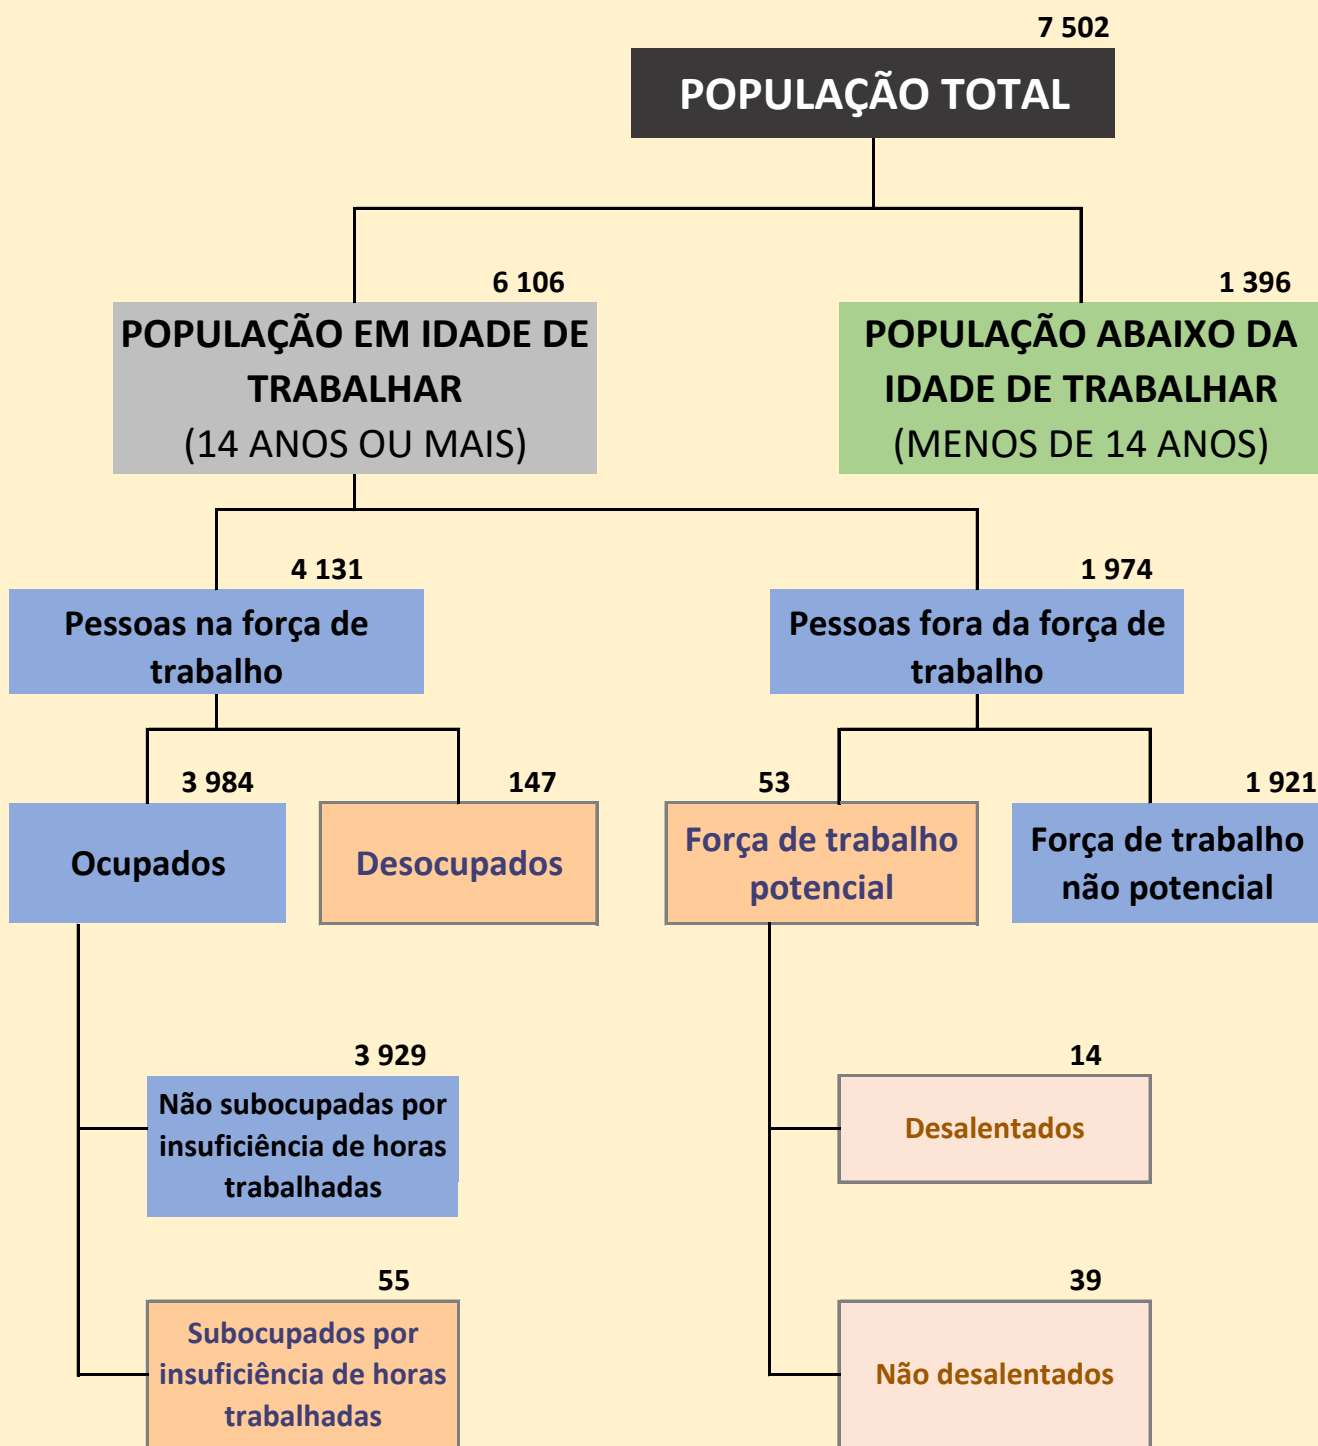 7 502
POPULAÇÃO TOTAL
6 106
POPULAÇÃO EM IDADE DE
TRABALHAR
(14 ANOS OU MAIS)
1 396
POPULAÇÃO ABAIXO DA
IDADE DE TRABALHAR
(MENOS DE 14 ANOS)
4 131
Pessoas na força de
trabalho
1 974
Pessoas fora da força de
trabalho
3 984
Ocupados
147
Desocupados
53
Força de trabalho
potencial
1 921
Força de trabalho
não potencial
3 929
Não subocupadas por
insuficiência de horas
trabalhadas
14
Desalentados
55
Subocupados por
insuficiência de horas
trabalhadas
39
Não desalentados